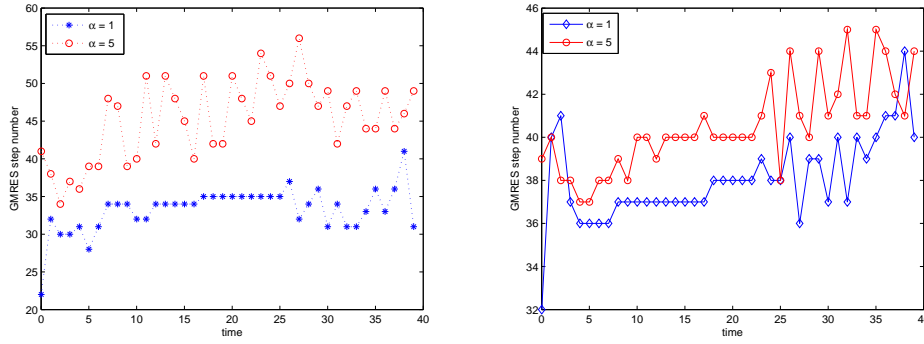 60
55
50
45
40
35
30
25
20
GMRES step number
α = 1
α = 5
0 5 10 15 20 25 30 35 40
time
46
44
42
40
38
36
34
32
GMRES step number
α = 1
α = 5
0 5 10 15 20 25 30 35 40
time